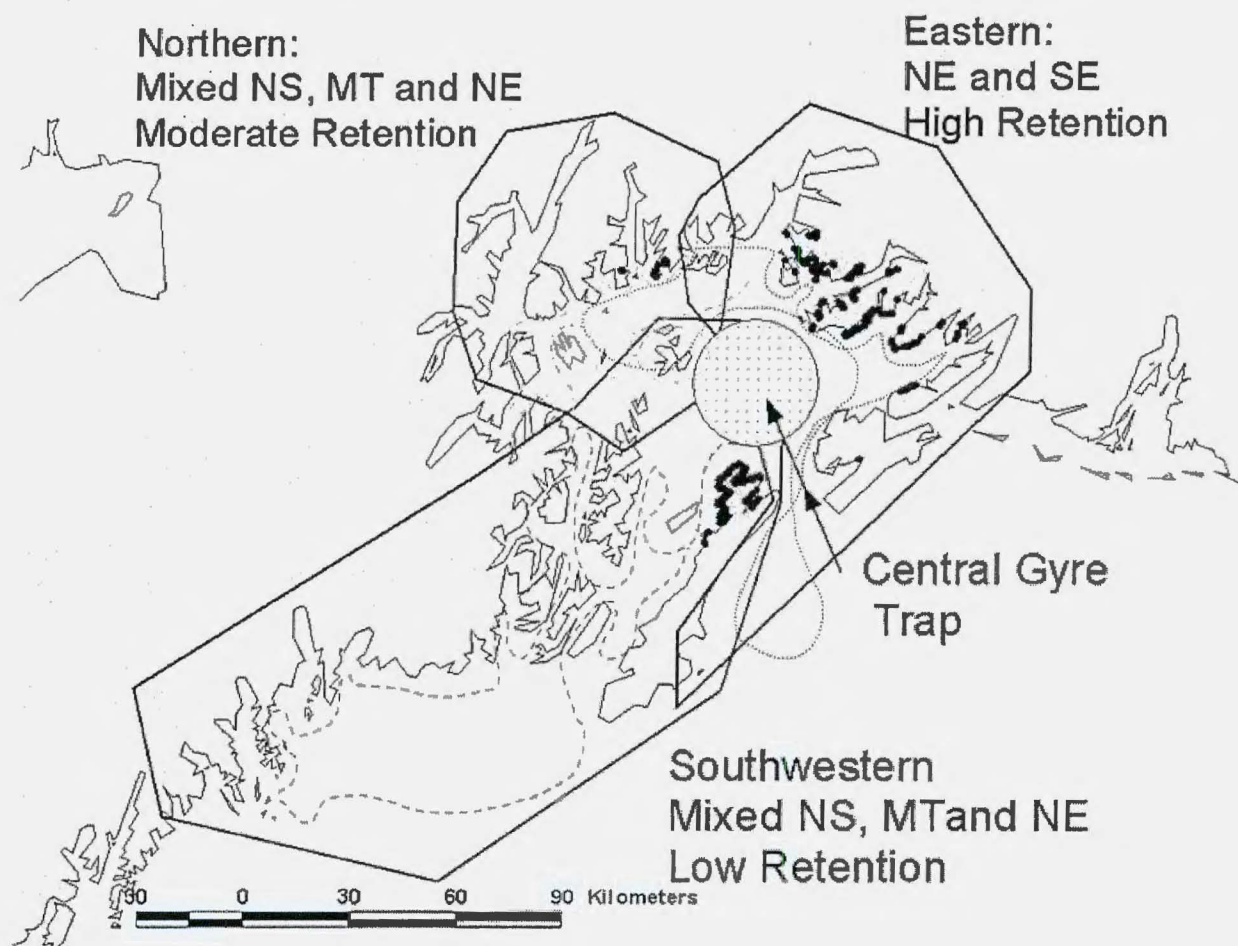 Northern:
Mixed NS, MT and NE
Moderate Retention
Eastern:
NE and SE
High Retention
Central Gyre
Trap
Southwestern
Mixed NS, MTand NE
Low Retention
30 0 30 60 90 Kilometers